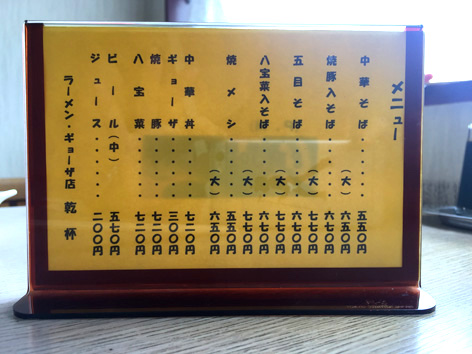 メニュー
中華そば・・・・・・・五五〇円
(大) 六五〇円
焼豚入そば・・・・・・六七〇円
(大) 七七〇円
五目そば・・・・・・・六七〇円
(大) 七七〇円
八宝菜入そば・・・・・六七〇円
(大) 七七〇円
焼メシ・・・・・・・・五五〇円
(大) 六五〇円
中華丼・・・・・・・・七二〇円
ギョーザ・・・・・・・三〇〇円
焼豚・・・・・・・・・七二〇円
八宝菜・・・・・・・・七二〇円
ビール(中)・・・・・・五七〇円
ジュース・・・・・・・二〇〇円
ラーメン・ギョーザ店 乾杯